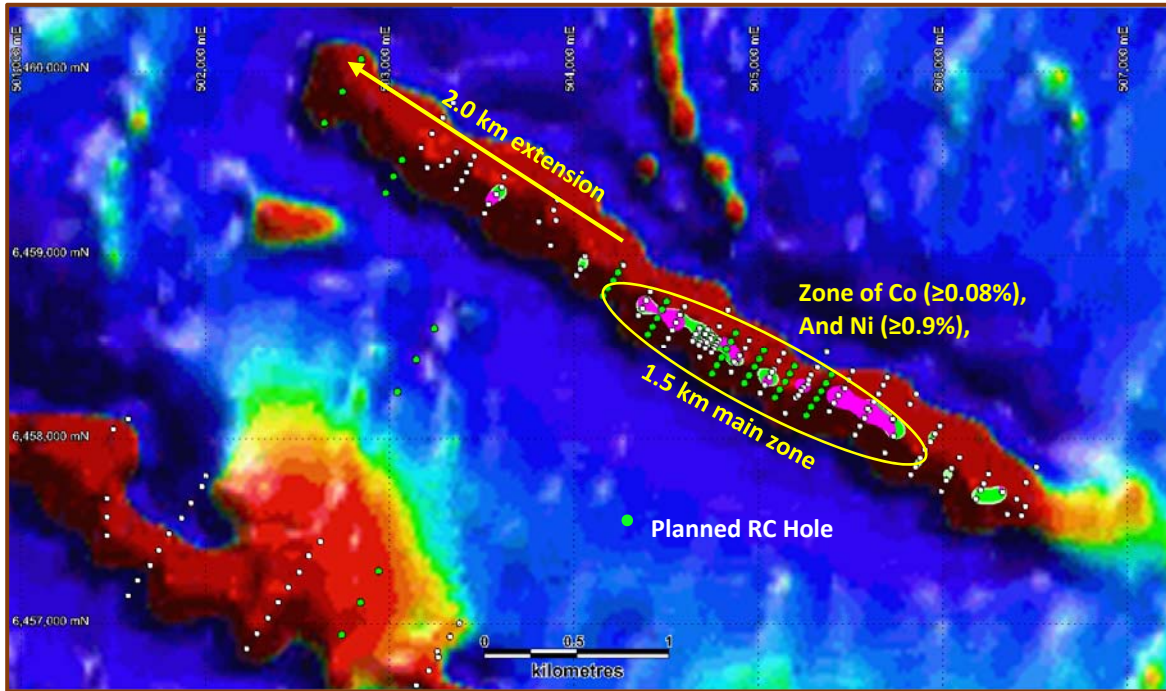 501,000 mE
502,000 mE
503,000 mE
504,000 mE
505,000 mE
506,000 mE
507,000 mE
6,460,000 mN
2.0 km extension
6,459,000 mN
Zone of Co (≥0.08%),
And Ni (≥0.9%),
1.5 km main zone
6,458,000 mN
Planned RC Hole
6,457,000 mN
0 0.5 1
kilometres